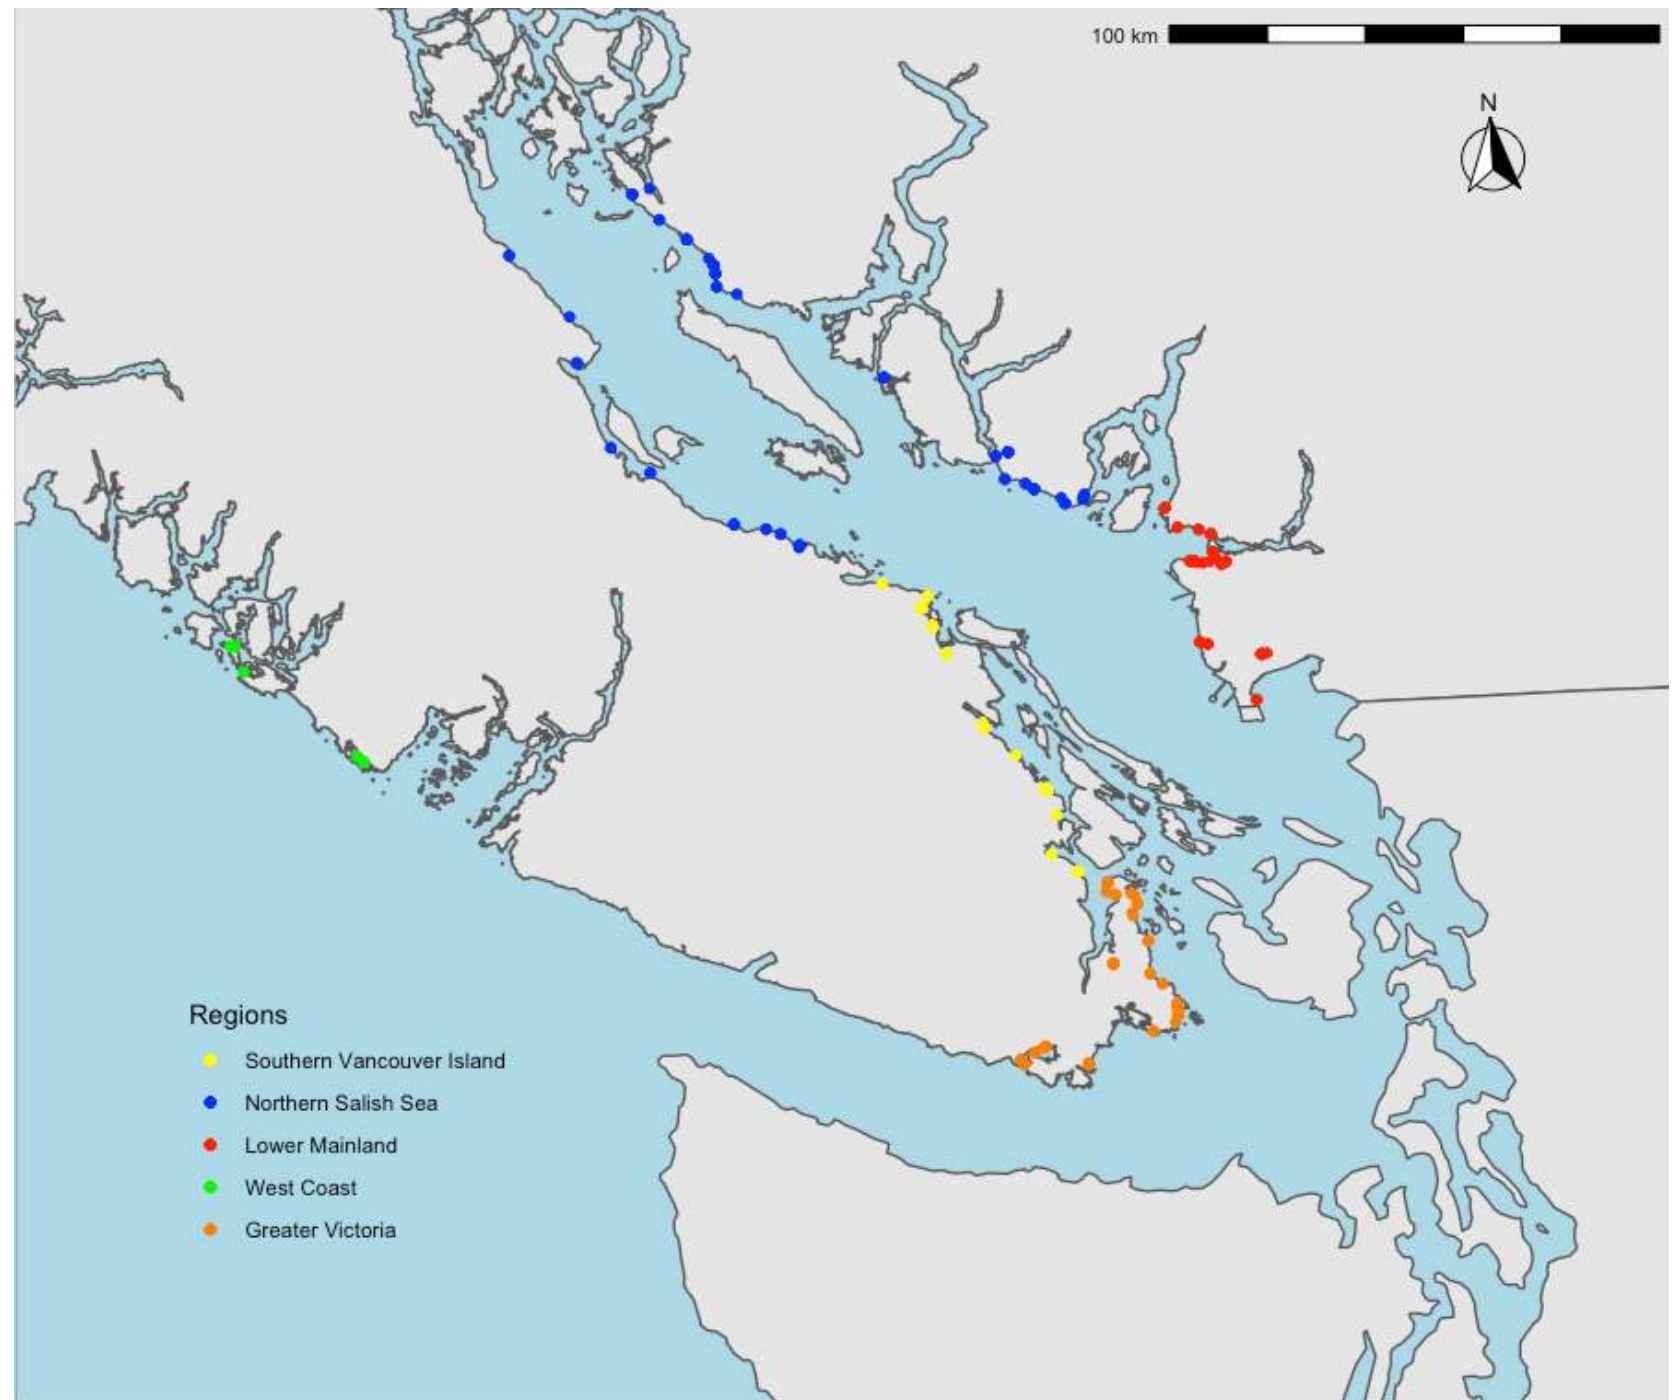 100 km
N
Regions
Southern Vancouver Island
Northern Salish Sea
Lower Mainland
West Coast
Greater Victoria